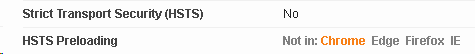 Strict Transport Security (HSTS) No
HSTS Preloading Not in: Chrome Edge Firefox IE